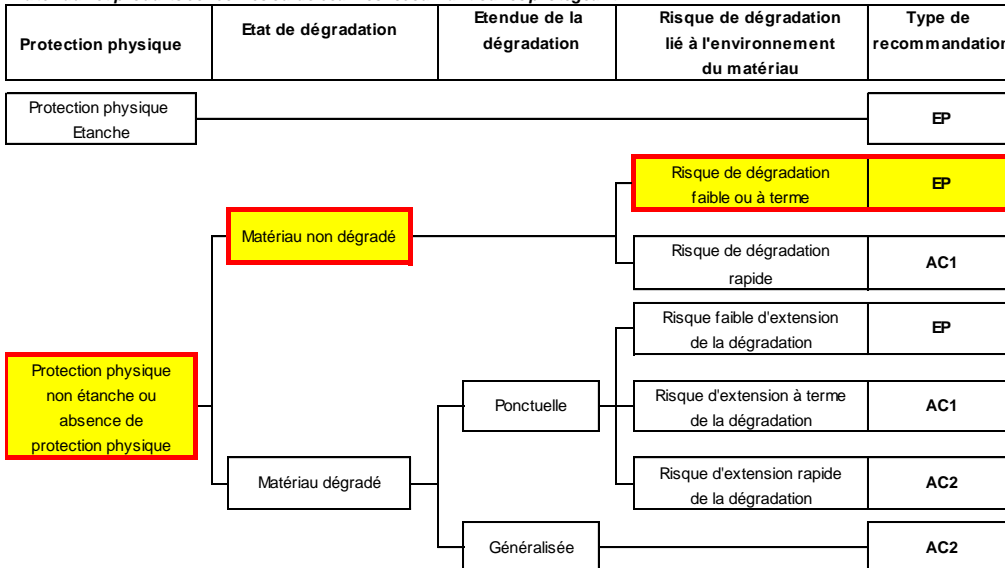 Protection physique
Etat de dégradation
Etendue de la
dégradation
Risque de dégradation
lié à l'environnement
du matériau
Type de
recommandation
Protection physique
Etanche
EP
Risque de dégradation
faible ou à terme
EP
Matériau non dégradé
Risque de dégradation
rapide
AC1
Risque faible d'extension
de la dégradation
EP
Protection physique
non étanche ou
absence de
protection physique
Ponctuelle
Risque d'extension à terme
de la dégradation
AC1
Matériau dégradé
Risque d'extension rapide
de la dégradation
AC2
Généralisée
AC2